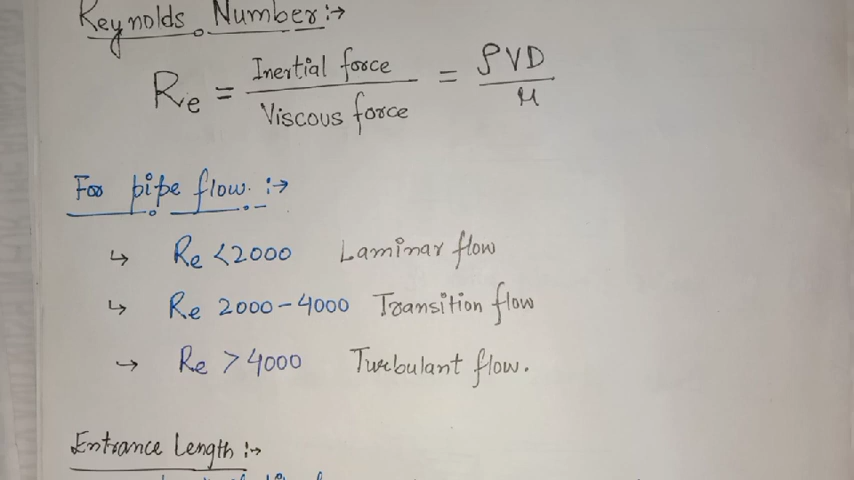 Reynolds Number:→
Re = Inertial force / Viscous force = ρVD / μ
For pipe flow. :→
↳ Re <2000 Laminar flow
↳ Re 2000-4000 Transition flow
↳ Re > 4000 Turbulant flow.
Entrance Length :→